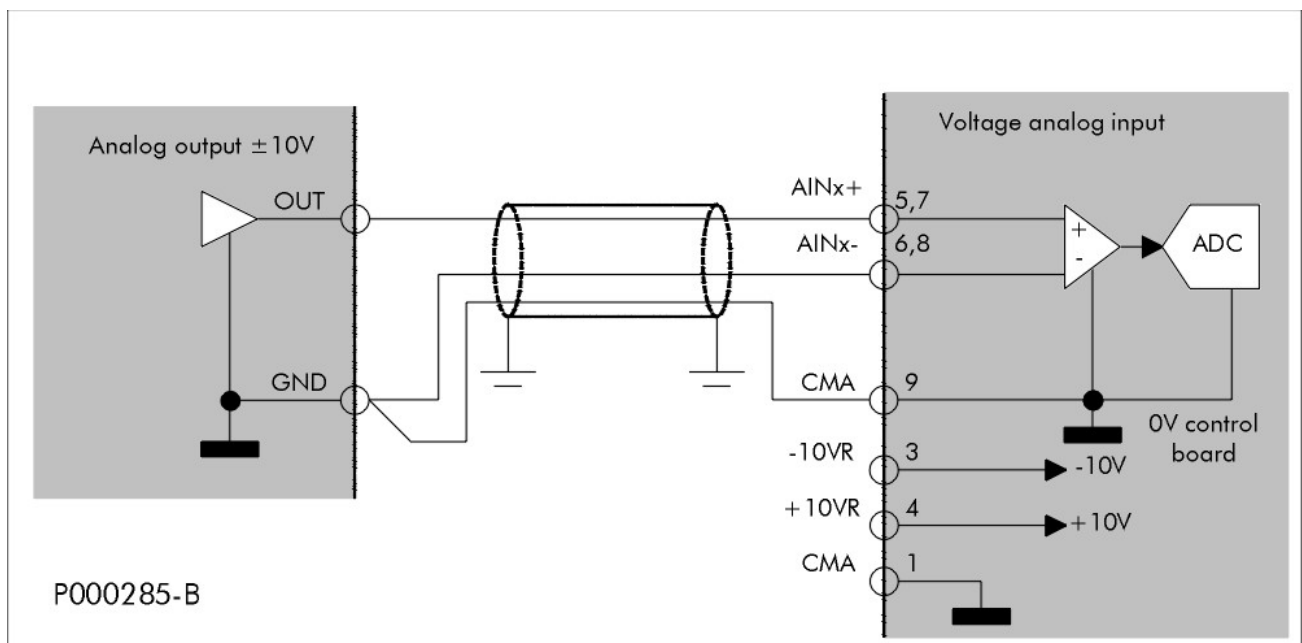 Analog output ±10V
OUT
GND
Voltage analog input
AINx+
5,7
AINx-
6,8
+
-
ADC
CMA
9
0V control
board
-10VR
3
-10V
+10VR
4
+10V
CMA
1
P000285-B